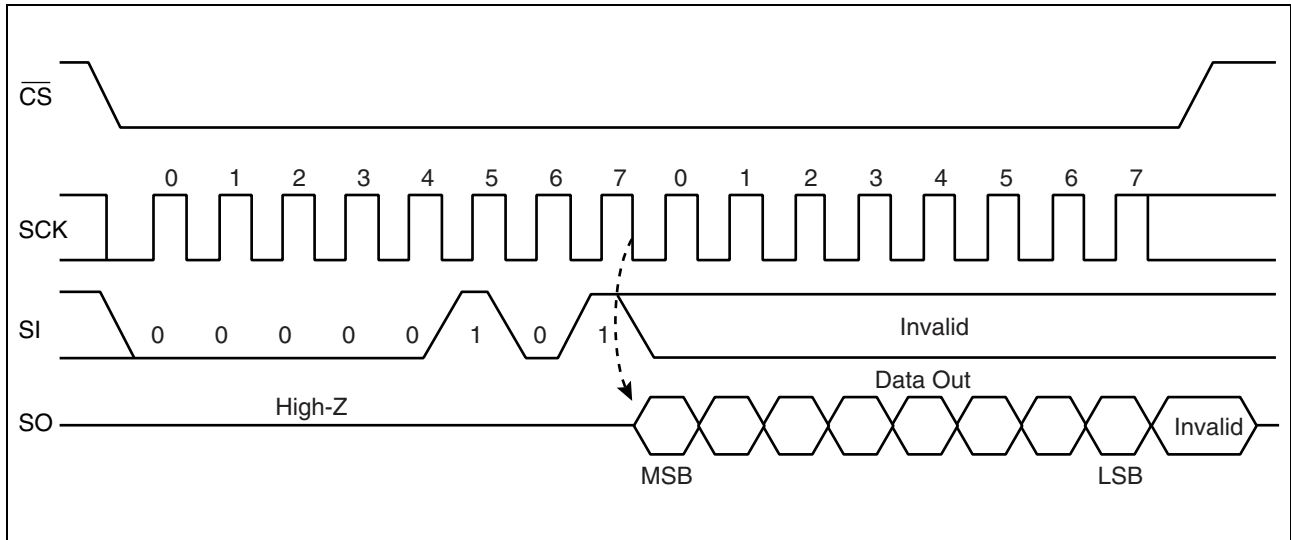 C̅S̅
0 1 2 3 4 5 6 7 0 1 2 3 4 5 6 7
SCK
SI 0 0 0 0 0 1 0 1 Invalid
Data Out
High-Z
SO Invalid
MSB LSB